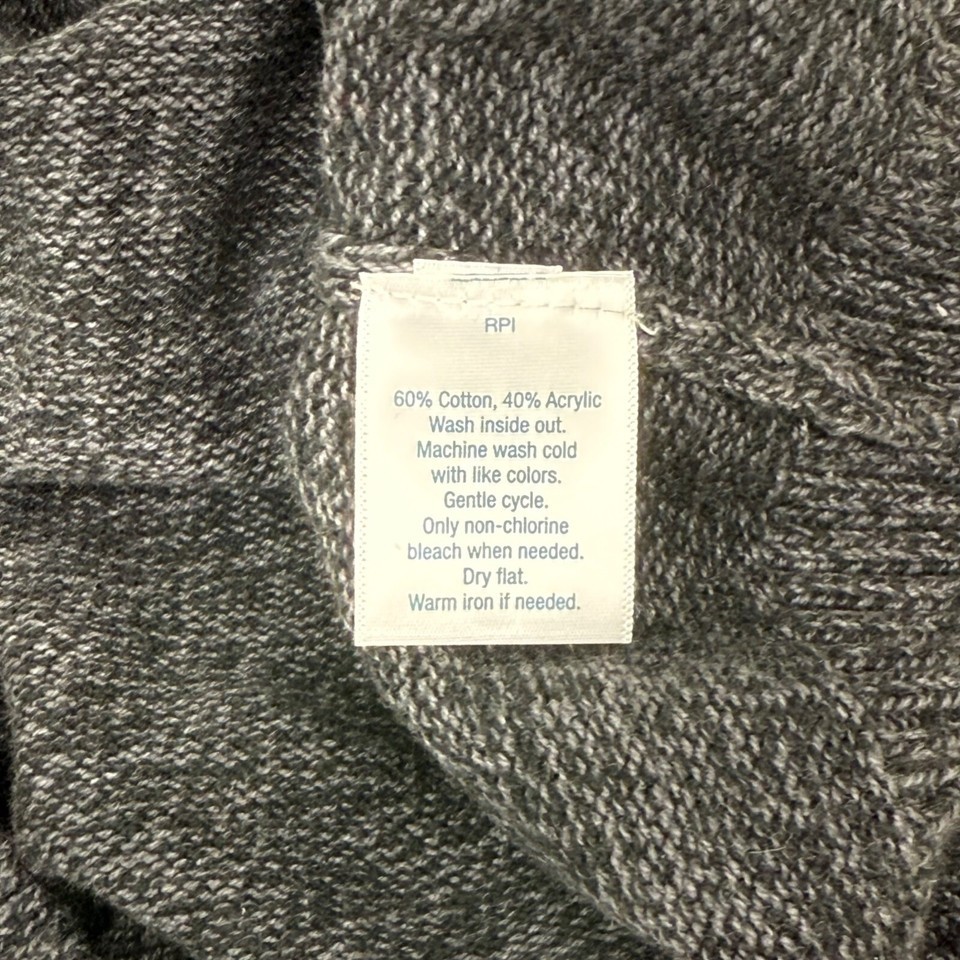 RPI
60% Cotton, 40% Acrylic
Wash inside out.
Machine wash cold
with like colors.
Gentle cycle.
Only non-chlorine
bleach when needed.
Dry flat.
Warm iron if needed.